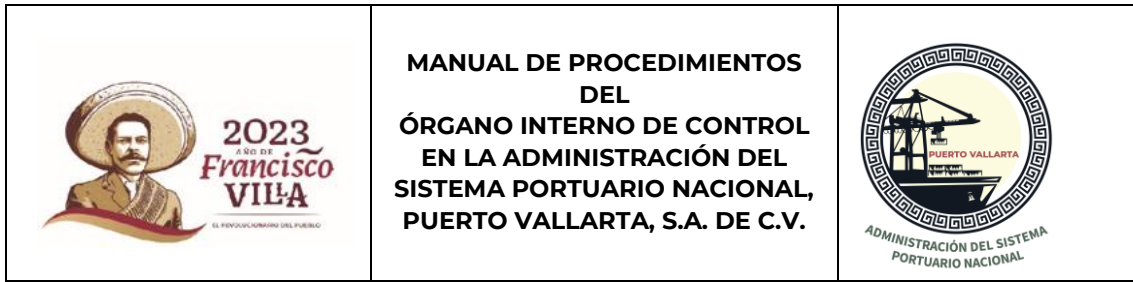 2023
AÑO DE
Francisco
VILLA
EL REVOLUCIONARIO DEL PUEBLO
MANUAL DE PROCEDIMIENTOS
DEL
ÓRGANO INTERNO DE CONTROL
EN LA ADMINISTRACIÓN DEL
SISTEMA PORTUARIO NACIONAL,
PUERTO VALLARTA, S.A. DE C.V.
PUERTO VALLARTA
ADMINISTRACIÓN DEL SISTEMA
PORTUARIO NACIONAL